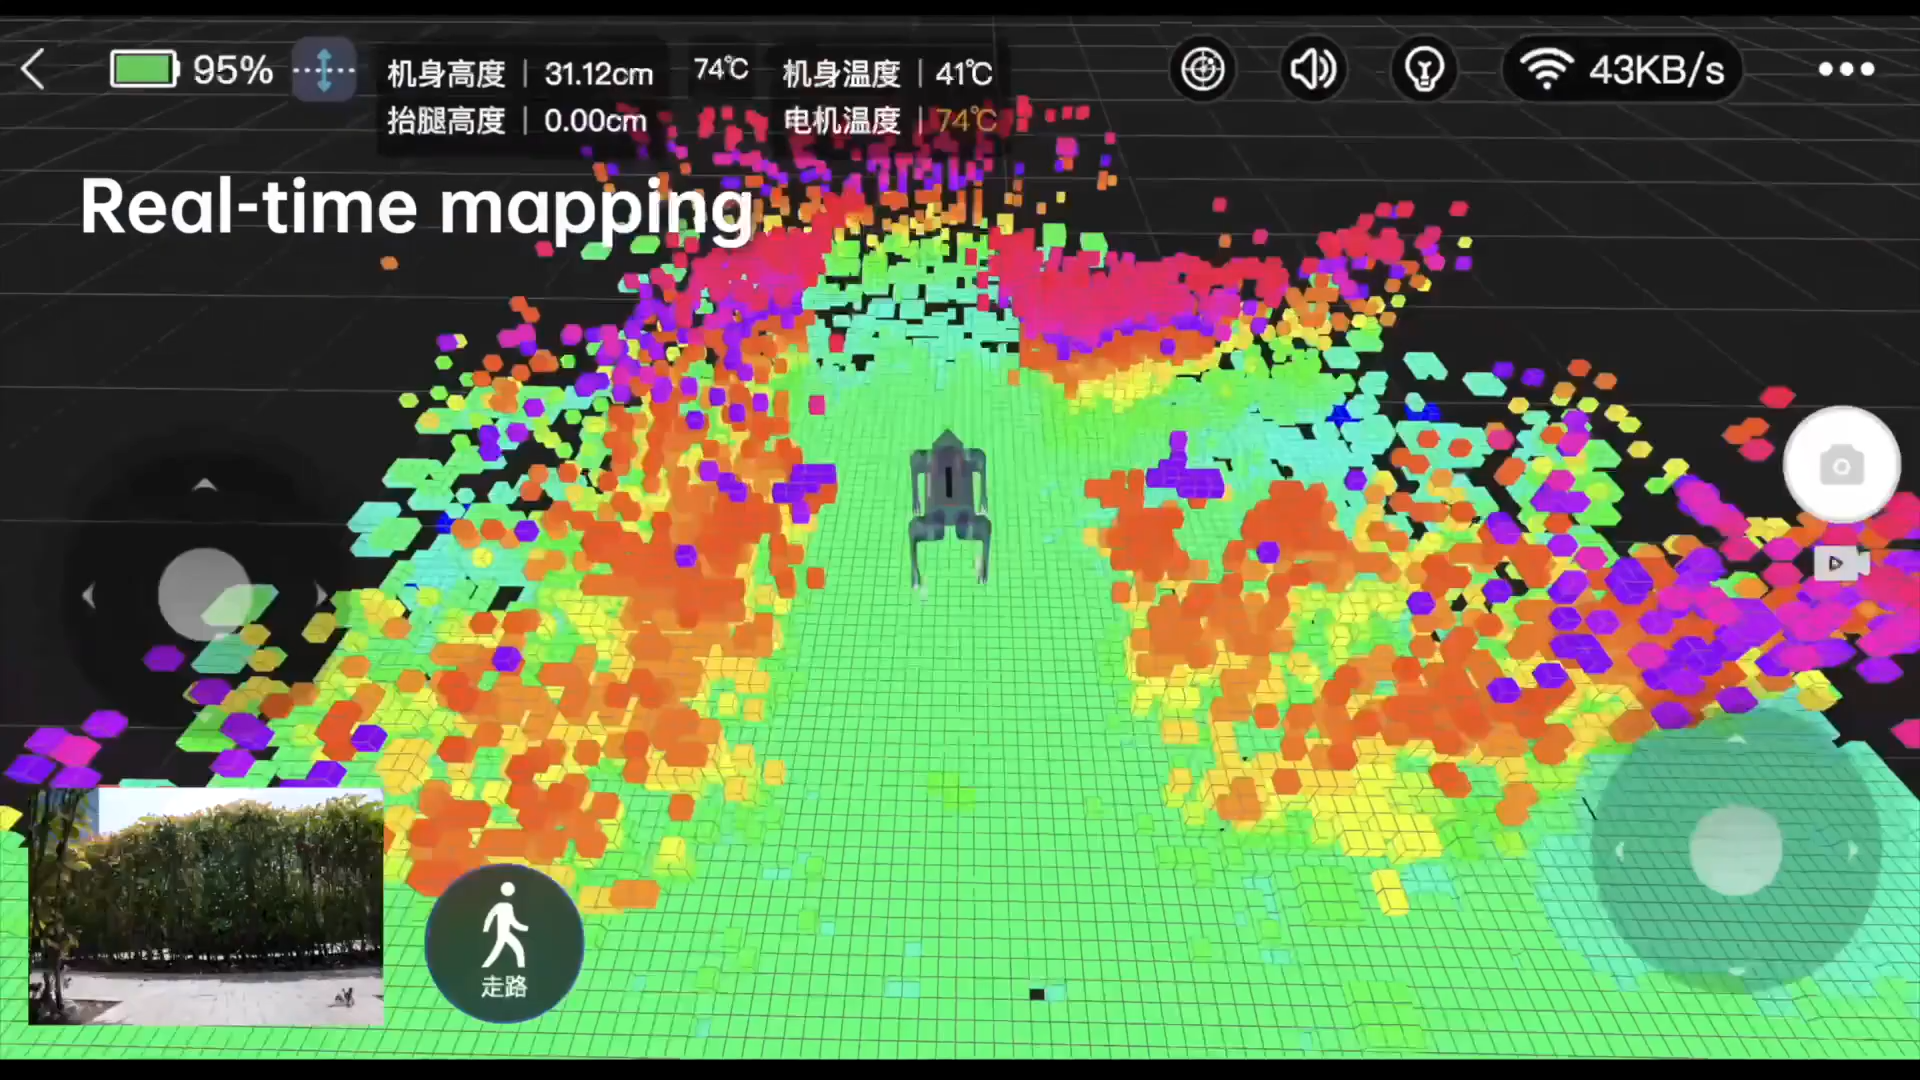 95%
机身高度 | 31.12cm
74℃
机身温度 | 41℃
43KB/s
抬腿高度 | 0.00cm
电机温度 | 74℃
Real-time mapping
走路